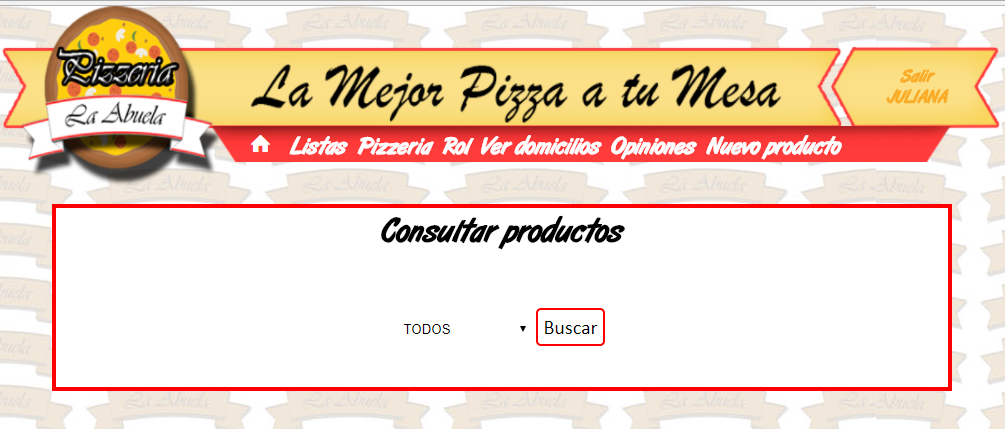 Pizzeria
La Abuela
La Mejor Pizza a tu Mesa
Salir
JULIANA
Listas Pizzeria Rol Ver domicilios Opiniones Nuevo producto
Consultar productos
TODOS
Buscar